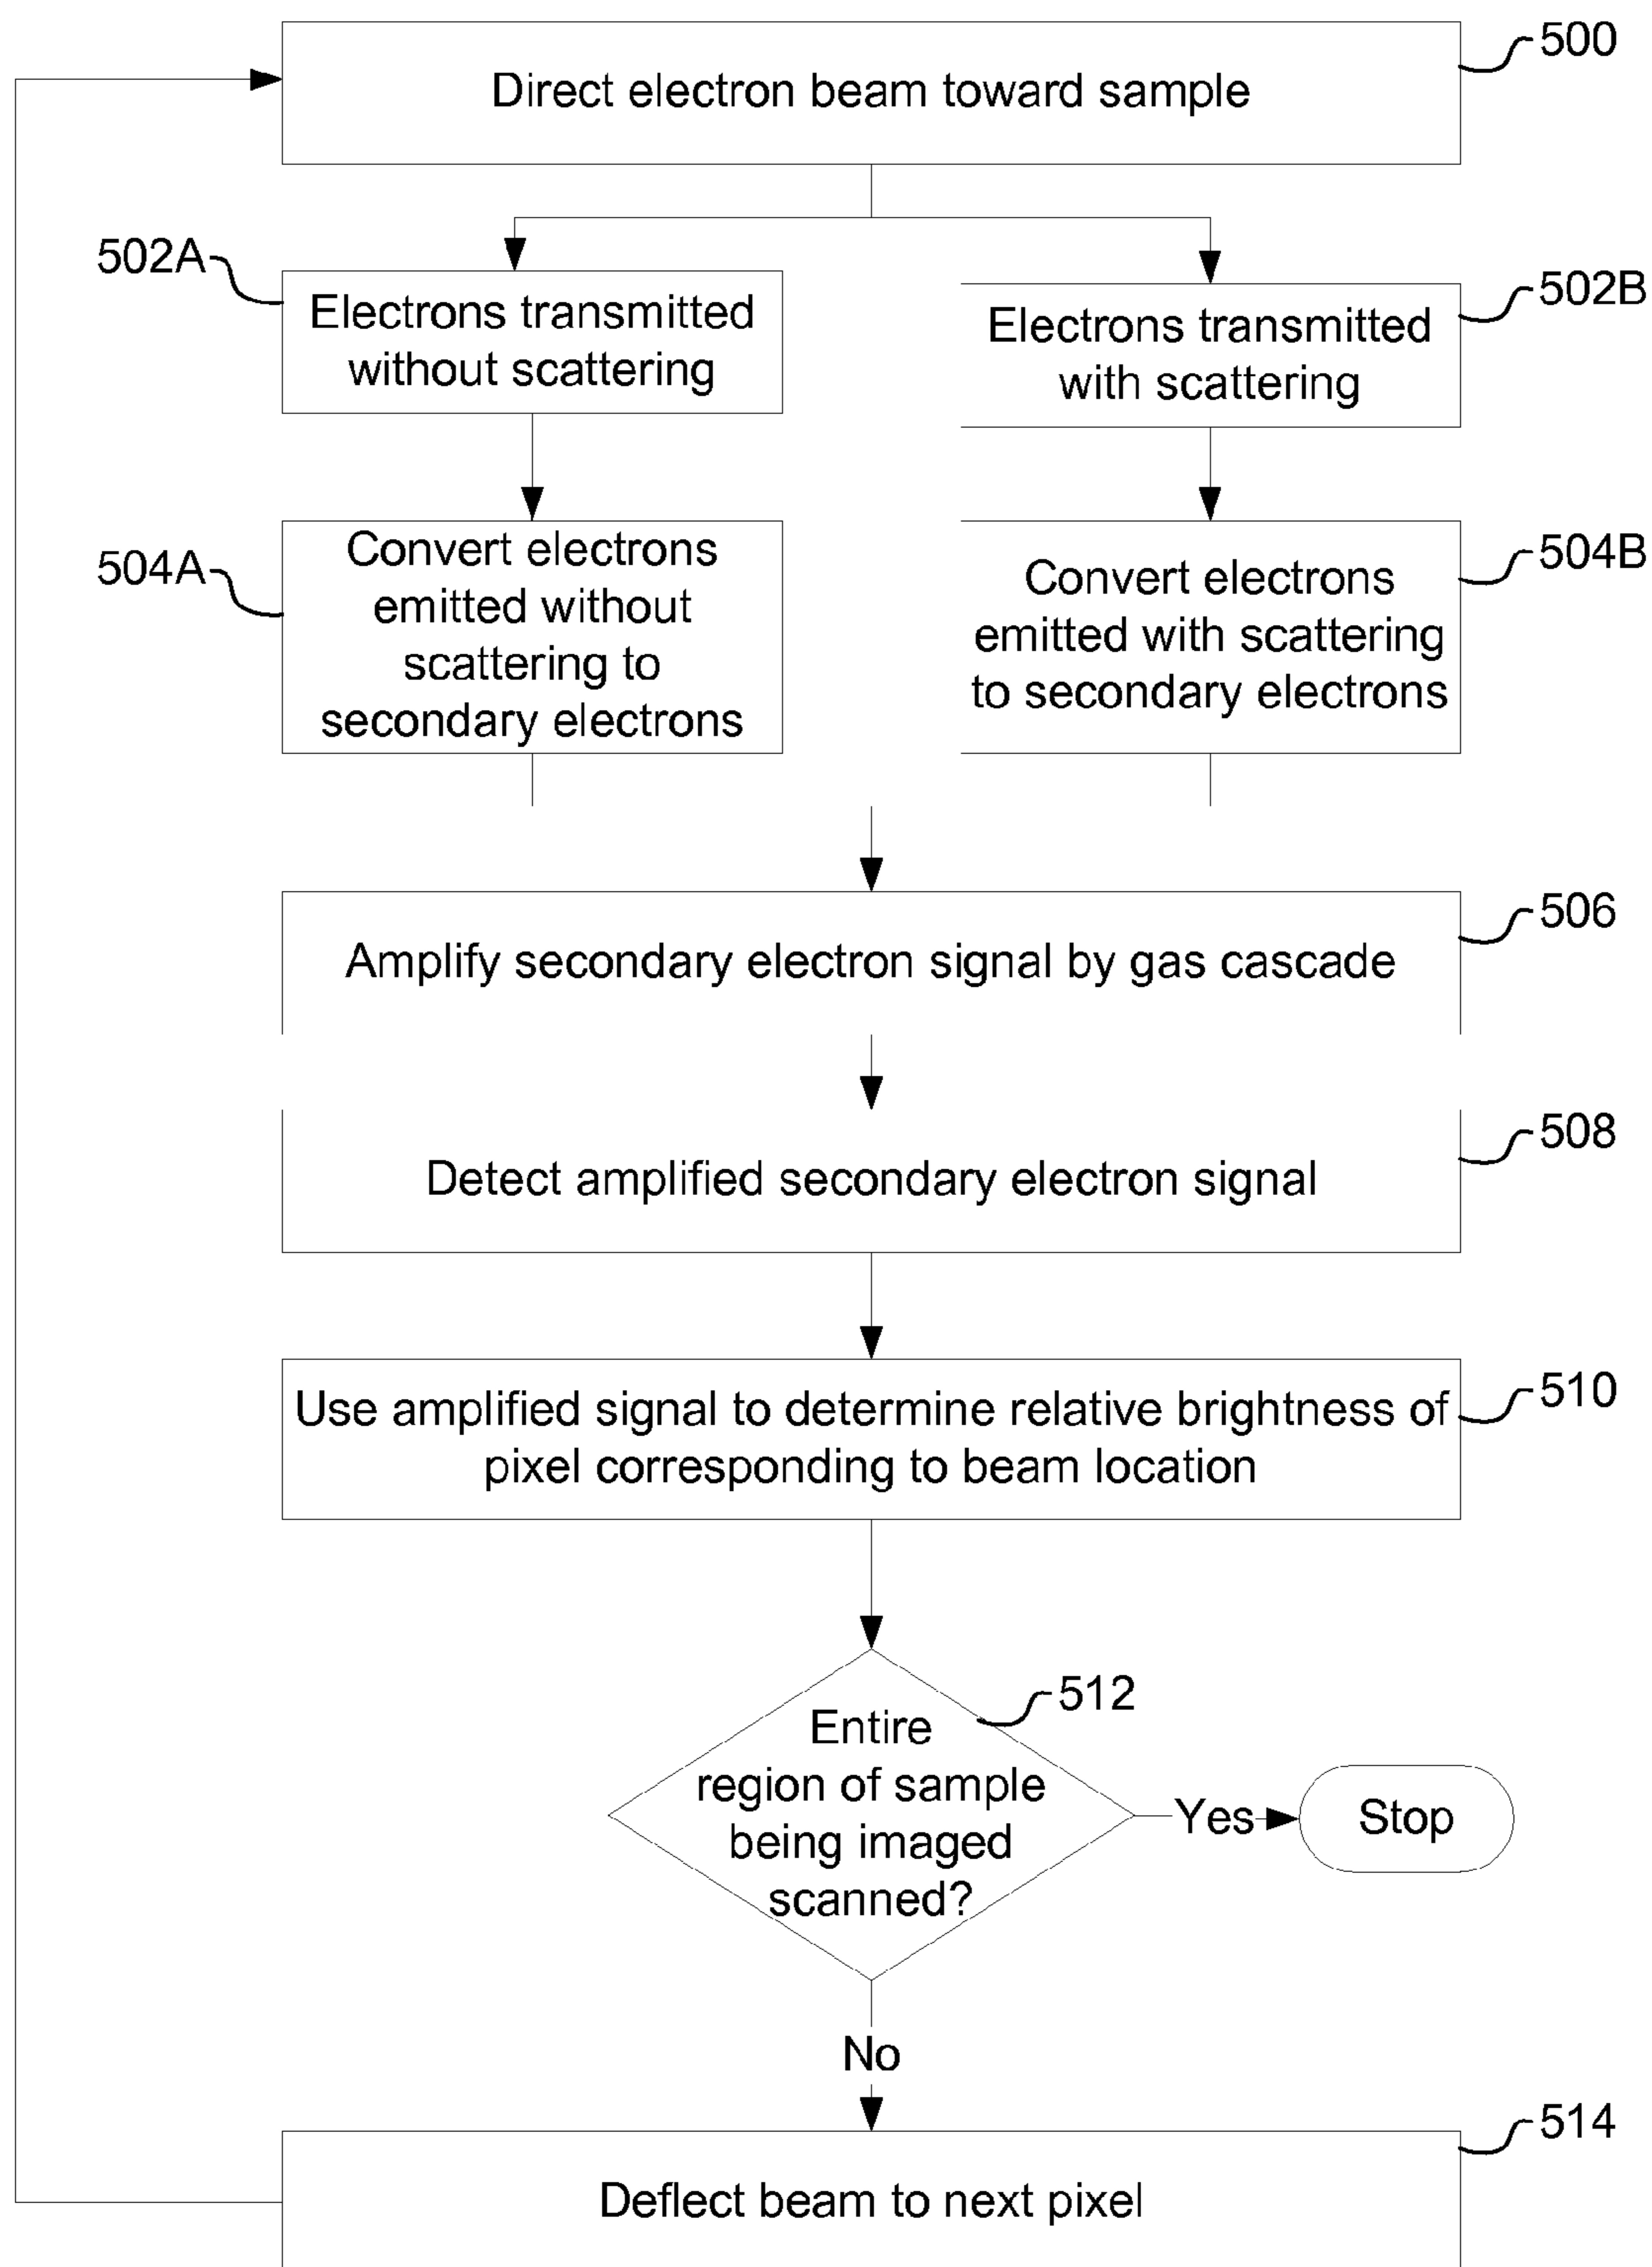 500
Direct electron beam toward sample
502A
Electrons transmitted
without scattering
502B
Electrons transmitted
with scattering
504A
Convert electrons
emitted without
scattering to
secondary electrons
504B
Convert electrons
emitted with scattering
to secondary electrons
506
Amplify secondary electron signal by gas cascade
508
Detect amplified secondary electron signal
510
Use amplified signal to determine relative brightness of
pixel corresponding to beam location
512
Entire
region of sample
being imaged
scanned?
Yes
Stop
No
514
Deflect beam to next pixel